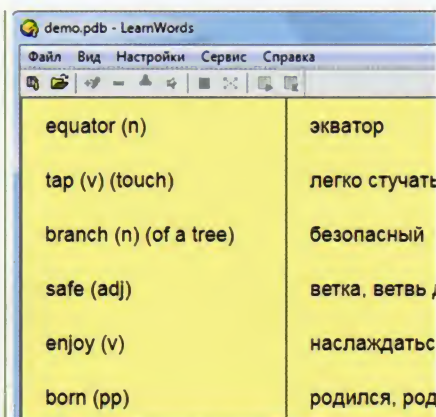 demo.pdb - LearnWords
Файл Вид Настройки Сервис Справка
equator (n) экватор
tap (v) (touch) легко стучать
branch (n) (of a tree) безопасный
safe (adj) ветка, ветвь
enjoy (v) наслаждатьс
born (pp) родился, род